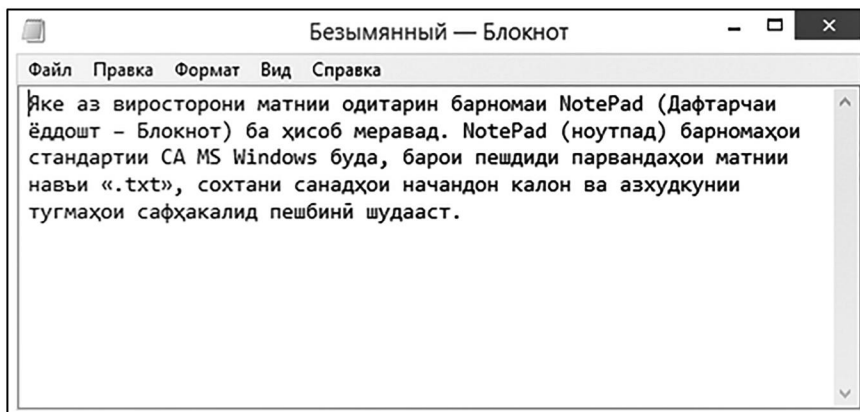 Безымянный — Блокнот
Файл Правка Формат Вид Справка
Яке аз виросторони матнии одитарин барномаи NotePad (Дафтарчаи
ёддошт – Блокнот) ба ҳисоб меравад. NotePad (ноутпад) барномаҳои
стандартии СА MS Windows буда, барои пешдиди парвандаҳои матнии
навъи «.txt», сохтани санадҳои начандон калон ва азхудкунии
тугмаҳои сафҳакалид пешбинӣ шудааст.